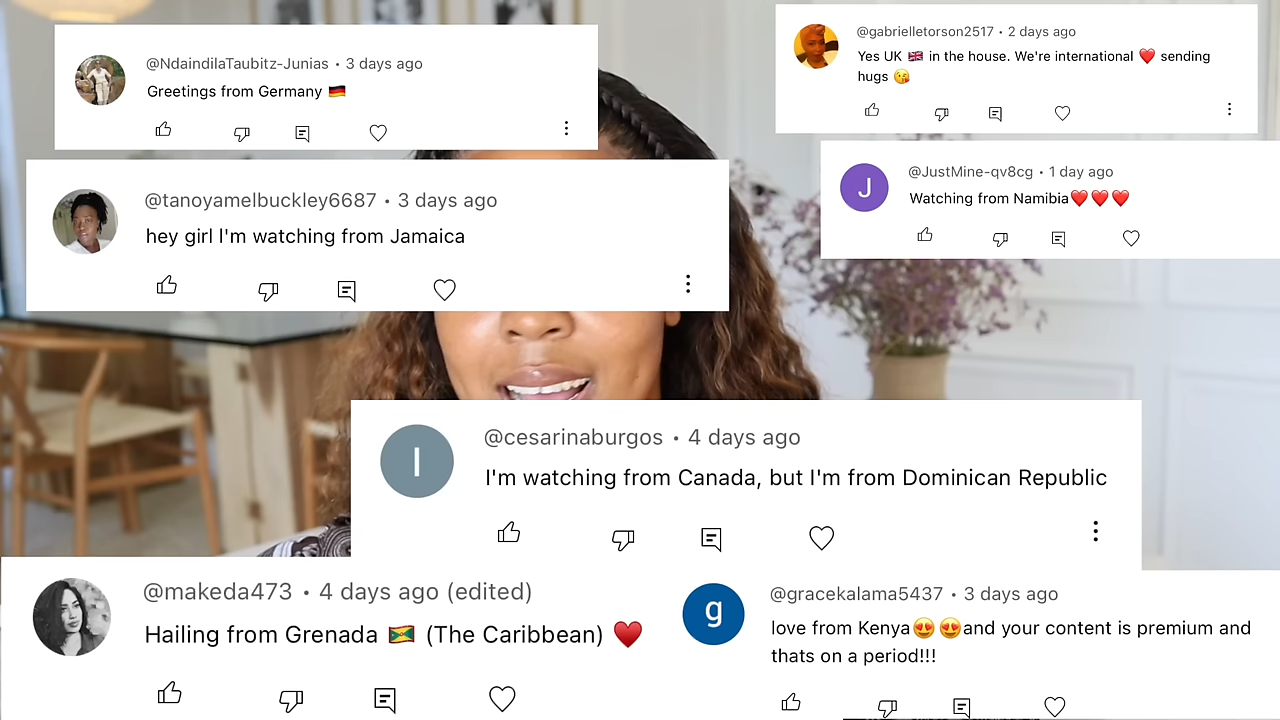 @NdaindilaTaubitz-Junias • 3 days ago
Greetings from Germany 🇩🇪
@tanoyamelbuckley6687 • 3 days ago
hey girl I'm watching from Jamaica
@gabrielletorson2517 • 2 days ago
Yes UK 🇬🇧 in the house. We're international ❤️ sending
hugs 😘
J
@JustMine-qv8cg • 1 day ago
Watching from Namibia❤️❤️❤️
I
@cesarinaburgos • 4 days ago
I'm watching from Canada, but I'm from Dominican Republic
@makeda473 • 4 days ago (edited)
Hailing from Grenada 🇬🇩 (The Caribbean) ♥️
g
@gracekalama5437 • 3 days ago
love from Kenya😍😍and your content is premium and
thats on a period!!!